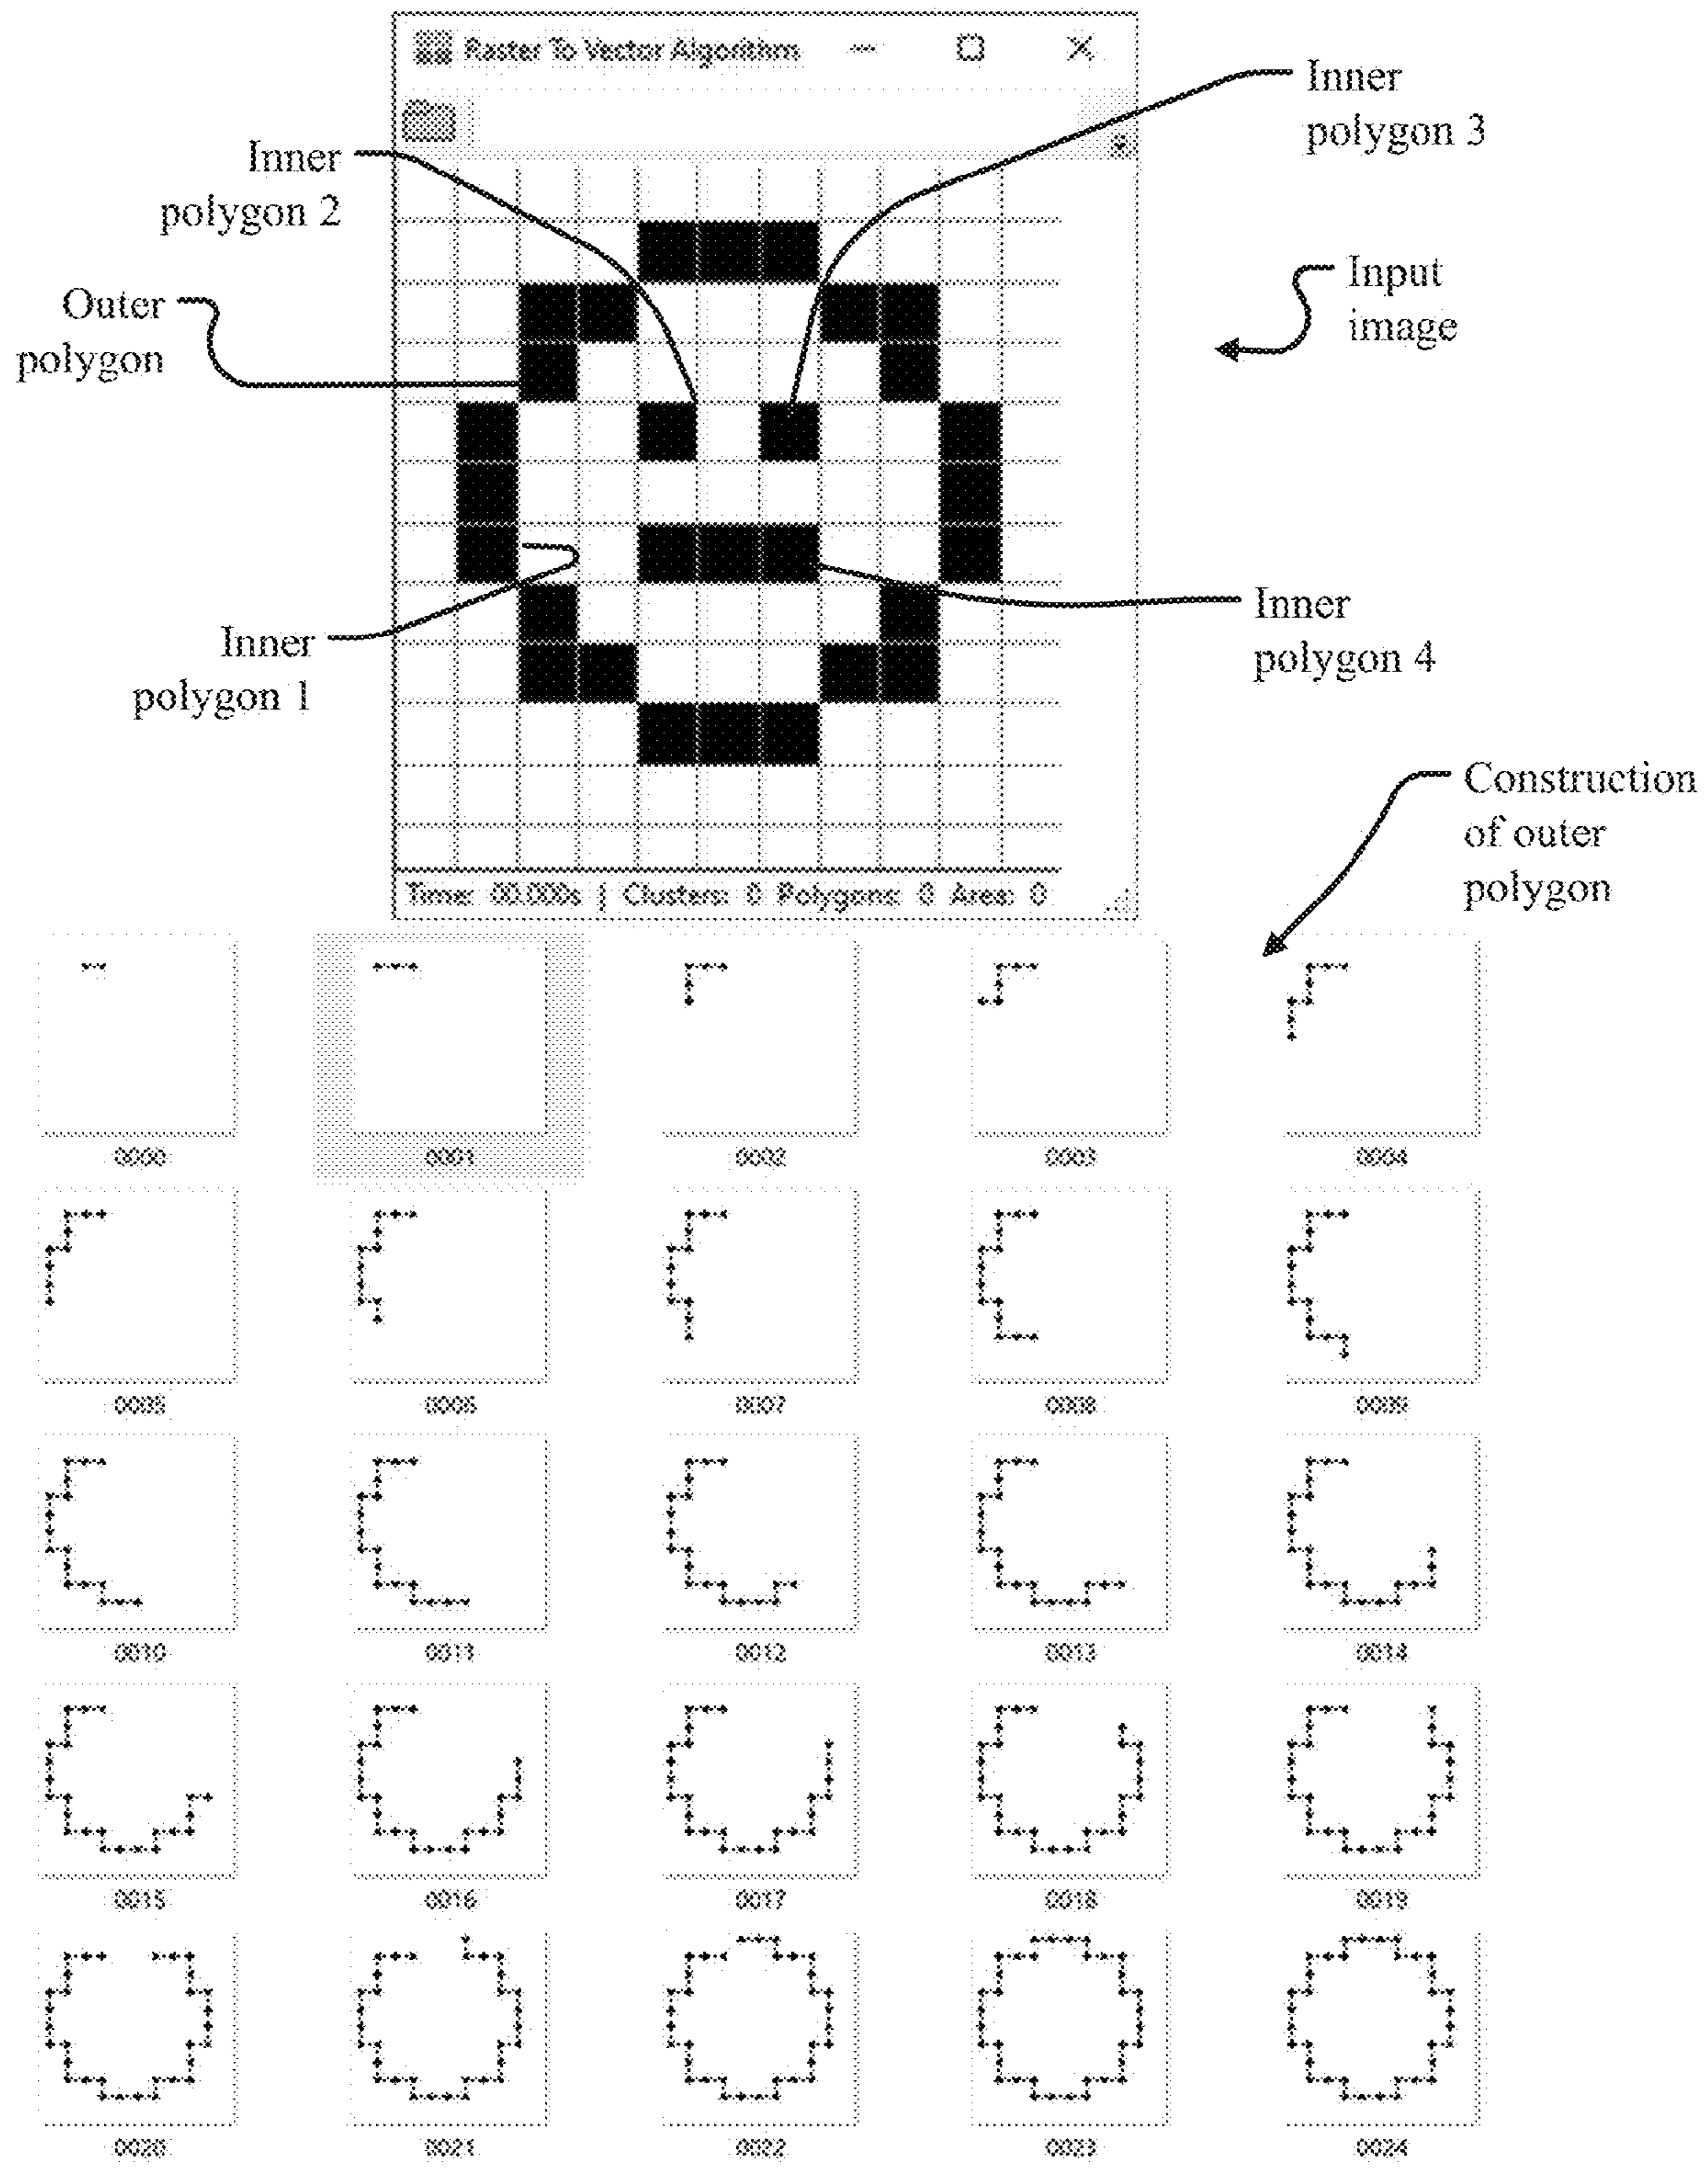 Raster To Vector Algorithm
Inner
polygon 3
Inner
polygon 2
Input
image
Outer
polygon
Inner
polygon 4
Inner
polygon 1
Construction
of outer
polygon
Time: 00.000s | Clusters: 0 Polygons: 0 Area: 0
0000 0001 0002 0003 0004
0005 0006 0007 0008 0009
0010 0011 0012 0013 0014
0015 0016 0017 0018 0019
0020 0021 0022 0023 0024